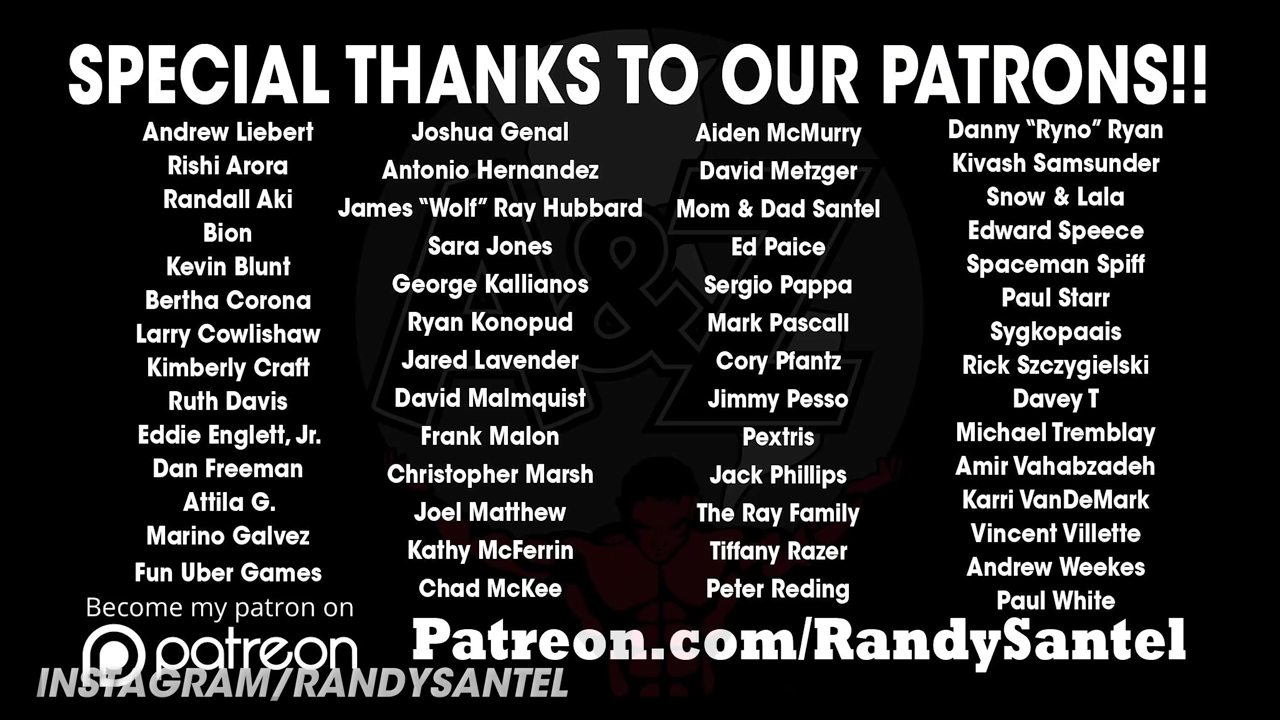 SPECIAL THANKS TO OUR PATRONS!!
Andrew Liebert
Rishi Arora
Randall Aki
Bion
Kevin Blunt
Bertha Corona
Larry Cowlishaw
Kimberly Craft
Ruth Davis
Eddie Englett, Jr.
Dan Freeman
Attila G.
Marino Galvez
Fun Uber Games
Joshua Genal
Antonio Hernandez
James “Wolf” Ray Hubbard
Sara Jones
George Kallianos
Ryan Konopud
Jared Lavender
David Malmquist
Frank Malon
Christopher Marsh
Joel Matthew
Kathy McFerrin
Chad McKee
Aiden McMurry
David Metzger
Mom & Dad Santel
Ed Paice
Sergio Pappa
Mark Pascall
Cory Pfantz
Jimmy Pesso
Pextris
Jack Phillips
The Ray Family
Tiffany Razer
Peter Reding
Danny “Ryno” Ryan
Kivash Samsunder
Snow & Lala
Edward Speece
Spaceman Spiff
Paul Starr
Sygkopaais
Rick Szczygielski
Davey T
Michael Tremblay
Amir Vahabzadeh
Karri VanDeMark
Vincent Villette
Andrew Weekes
Paul White
A&Z
Become my patron on
patreon
Patreon.com/RandySantel
INSTAGRAM/RANDYSANTEL